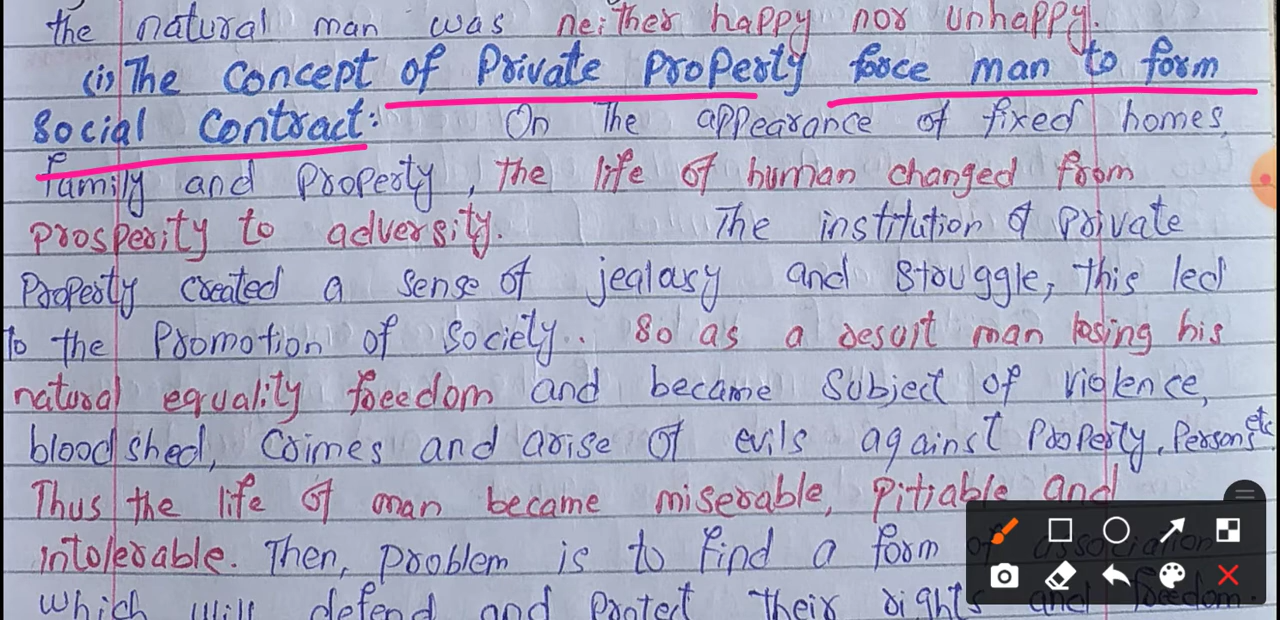 the natural man was neither happy nor unhappy.
(i) The Concept of Private Property force man to form
Social Contract: On The appearance of fixed homes,
family and Property, The life of human changed from
prosperity to adversity. The institution of Private
Property created a sense of jealasy and Struggle, This led
To the Promotion of Society. So as a result man losing his
natural equality freedom and became Subject of violence,
bloodshed, Crimes and arise of evils against Property, Persons etc.
Thus the life of man became miserable, Pitiable and
intolerable. Then, Problem is to find a form of association
which will defend and Protect Their rights and freedom.